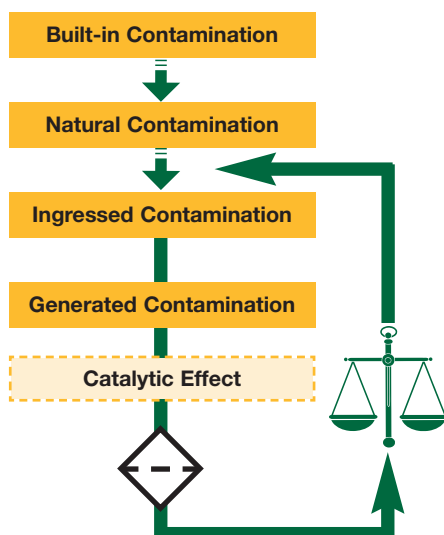 Built-in Contamination
Natural Contamination
Ingressed Contamination
Generated Contamination
Catalytic Effect